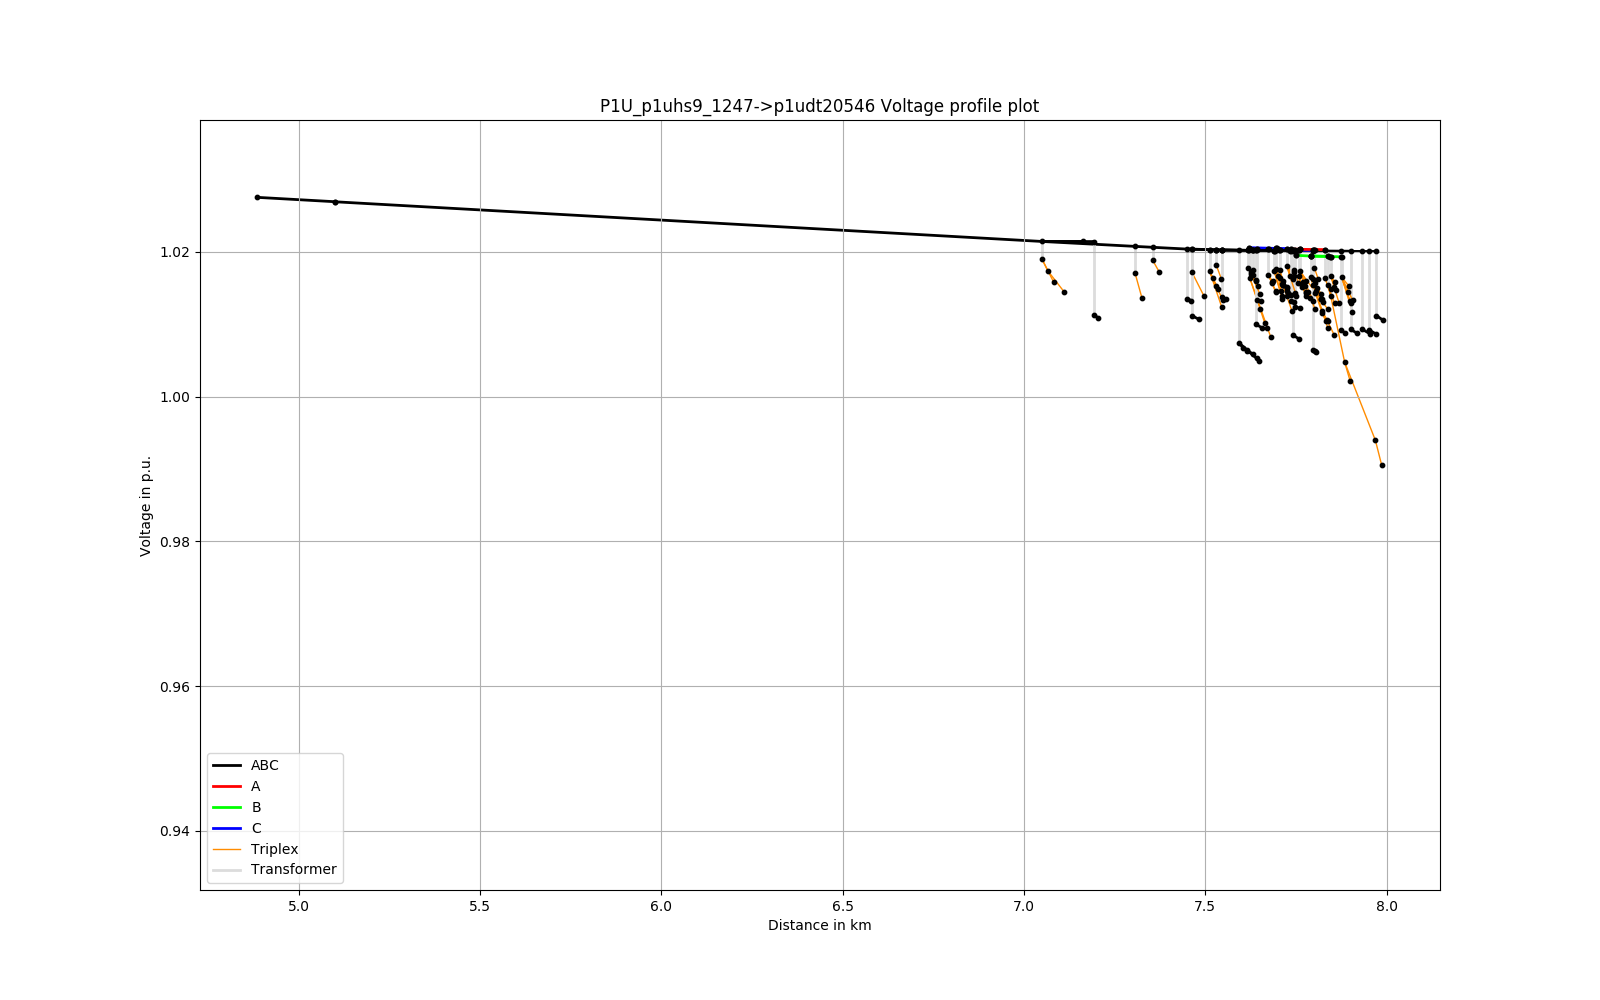 P1U_p1uhs9_1247->p1udt20546 Voltage profile plot
1.02
1.00
0.98
0.96
0.94
Voltage in p.u.
ABC
A
B
C
Triplex
Transformer
5.0 5.5 6.0 6.5 7.0 7.5 8.0
Distance in km